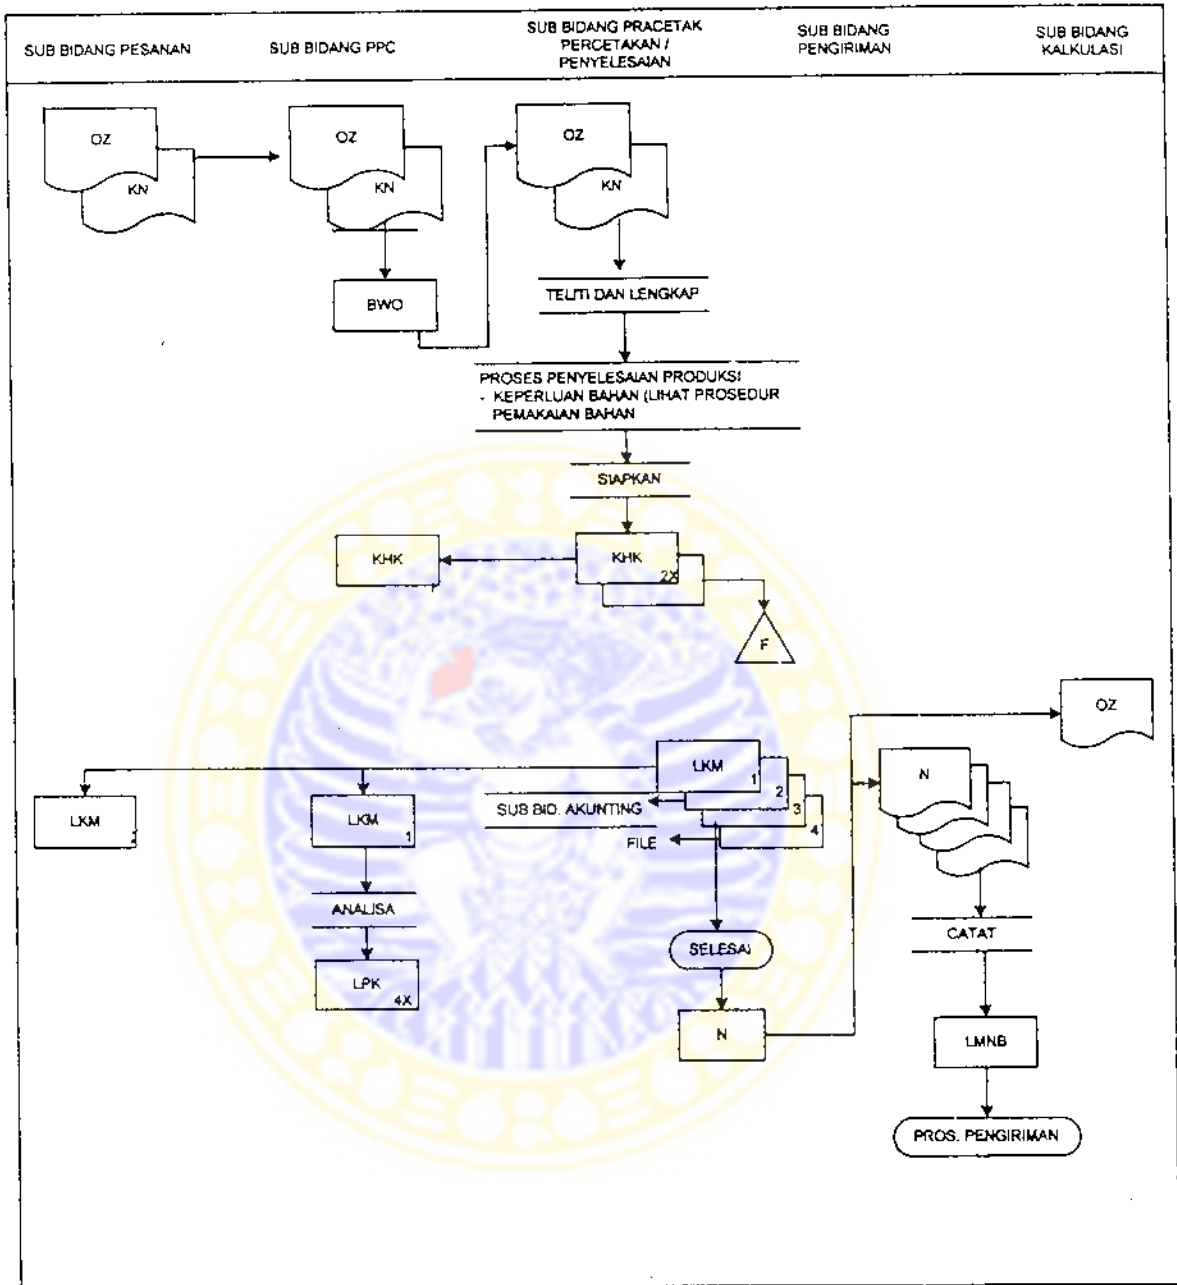 SUB BIDANG PESANAN
SUB BIDANG PPC
SUB BIDANG PRACETAK
PERCETAKAN /
PENYELESAIAN
SUB BIDANG
PENGIRIMAN
SUB BIDANG
KALKULASI
OZ
KN
OZ
KN
OZ
KN
BWO
TELITI DAN LENGKAP
PROSES PENYELESAIAN PRODUKSI
- KEPERLUAN BAHAN (LIHAT PROSEDUR
PEMAKAIAN BAHAN
SIAPKAN
KHK
KHK
2X
F
OZ
LKM
1
2
3
4
SUB BID. AKUNTING
FILE
N
LKM
LKM
1
ANALISA
LPK
4X
SELESAI
N
CATAT
LMNB
PROS. PENGIRIMAN